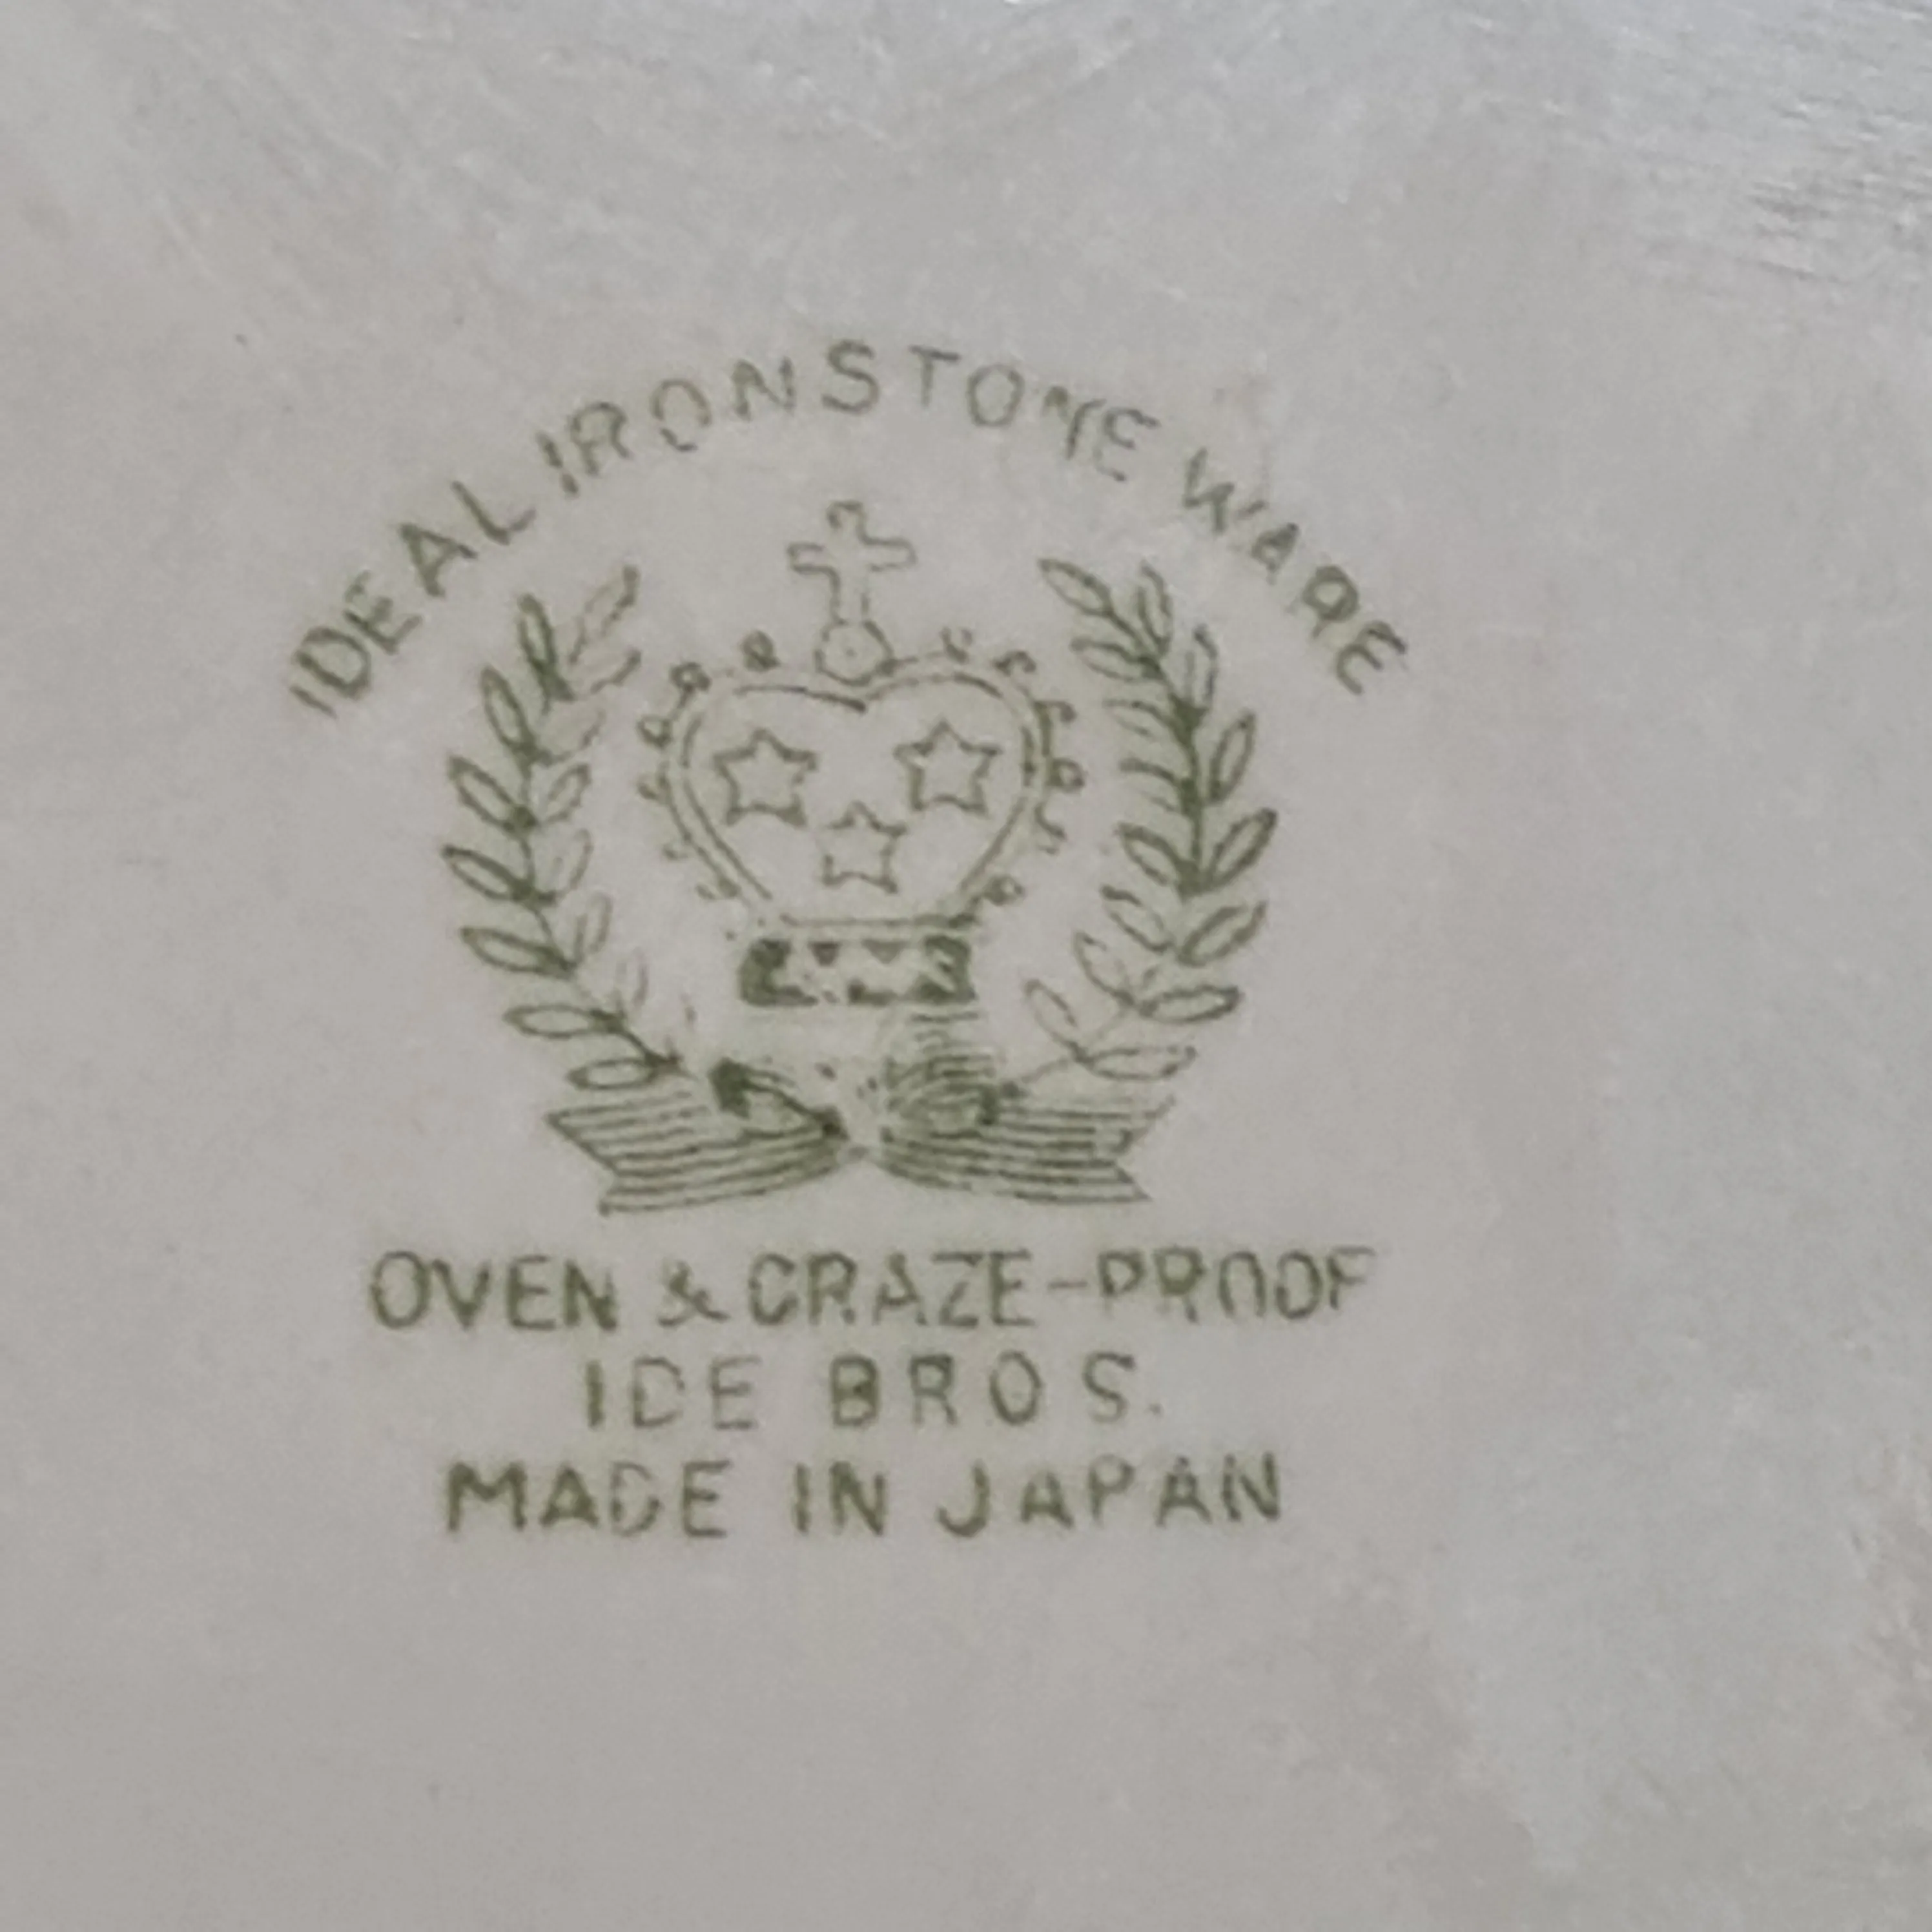 IDEAL IRONSTONE WARE
OVEN & CRAZE-PROOF
IDE BROS.
MADE IN JAPAN